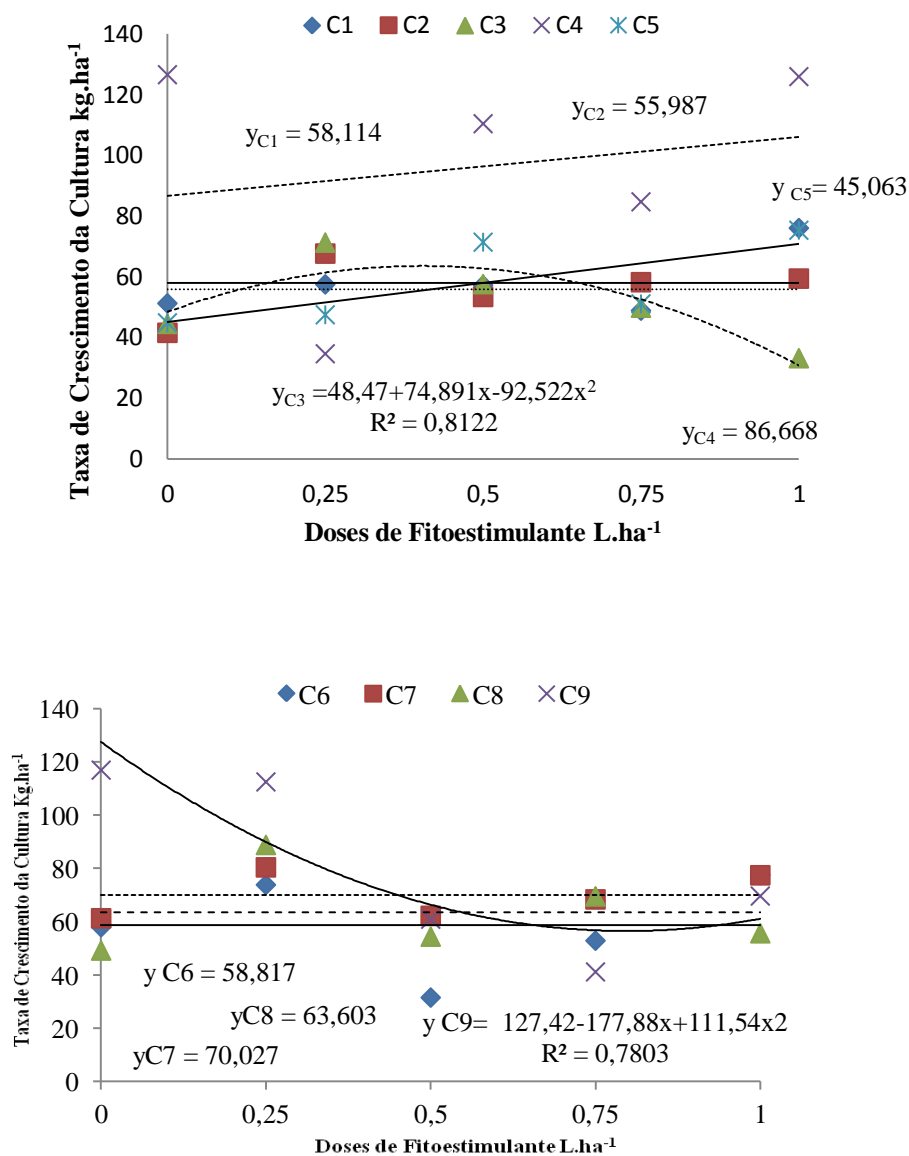 C1 C2 C3 C4 C5
Taxa de Crescimento da Cultura kg.ha⁻¹
140
120
100
80
60
40
20
0
y_C1 = 58,114
y_C2 = 55,987
y_C5= 45,063
y_C3 =48,47+74,891x-92,522x²
R² = 0,8122
y_C4 = 86,668
0 0,25 0,5 0,75 1
Doses de Fitoestimulante L.ha⁻¹
C6 C7 C8 C9
Taxa de Crescimento da Cultura Kg.ha⁻¹
140
120
100
80
60
40
20
0
y C6 = 58,817
yC8 = 63,603
y C9= 127,42-177,88x+111,54x2
R² = 0,7803
yC7 = 70,027
0 0,25 0,5 0,75 1
Doses de Fitoestimulante L.ha⁻¹